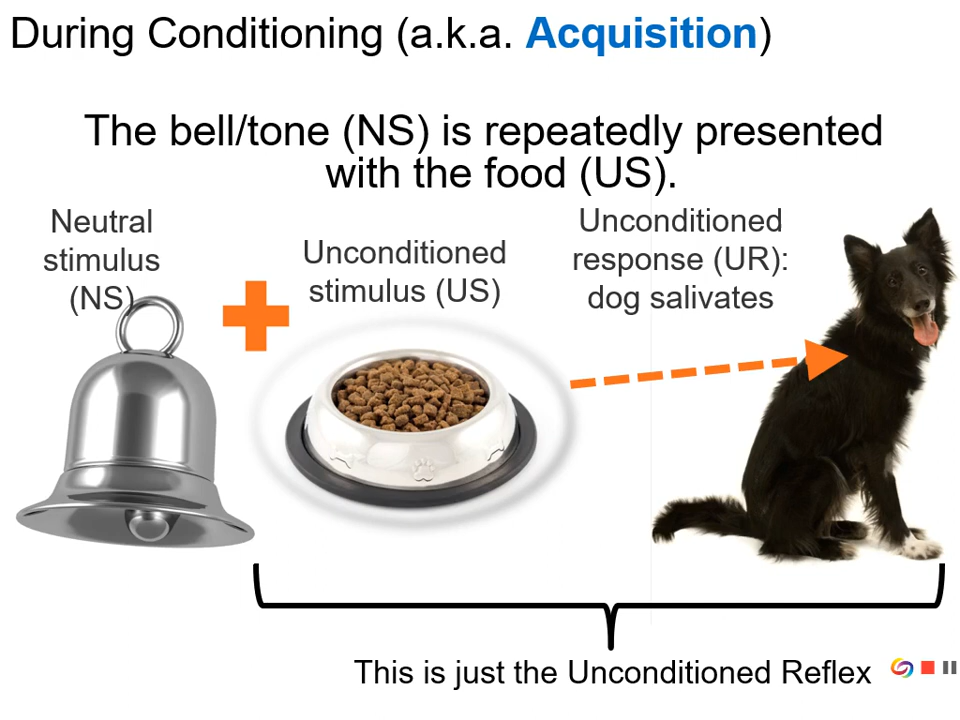 During Conditioning (a.k.a. Acquisition)
The bell/tone (NS) is repeatedly presented
with the food (US).
Neutral
stimulus
(NS)
Unconditioned
stimulus (US)
Unconditioned
response (UR):
dog salivates
This is just the Unconditioned Reflex